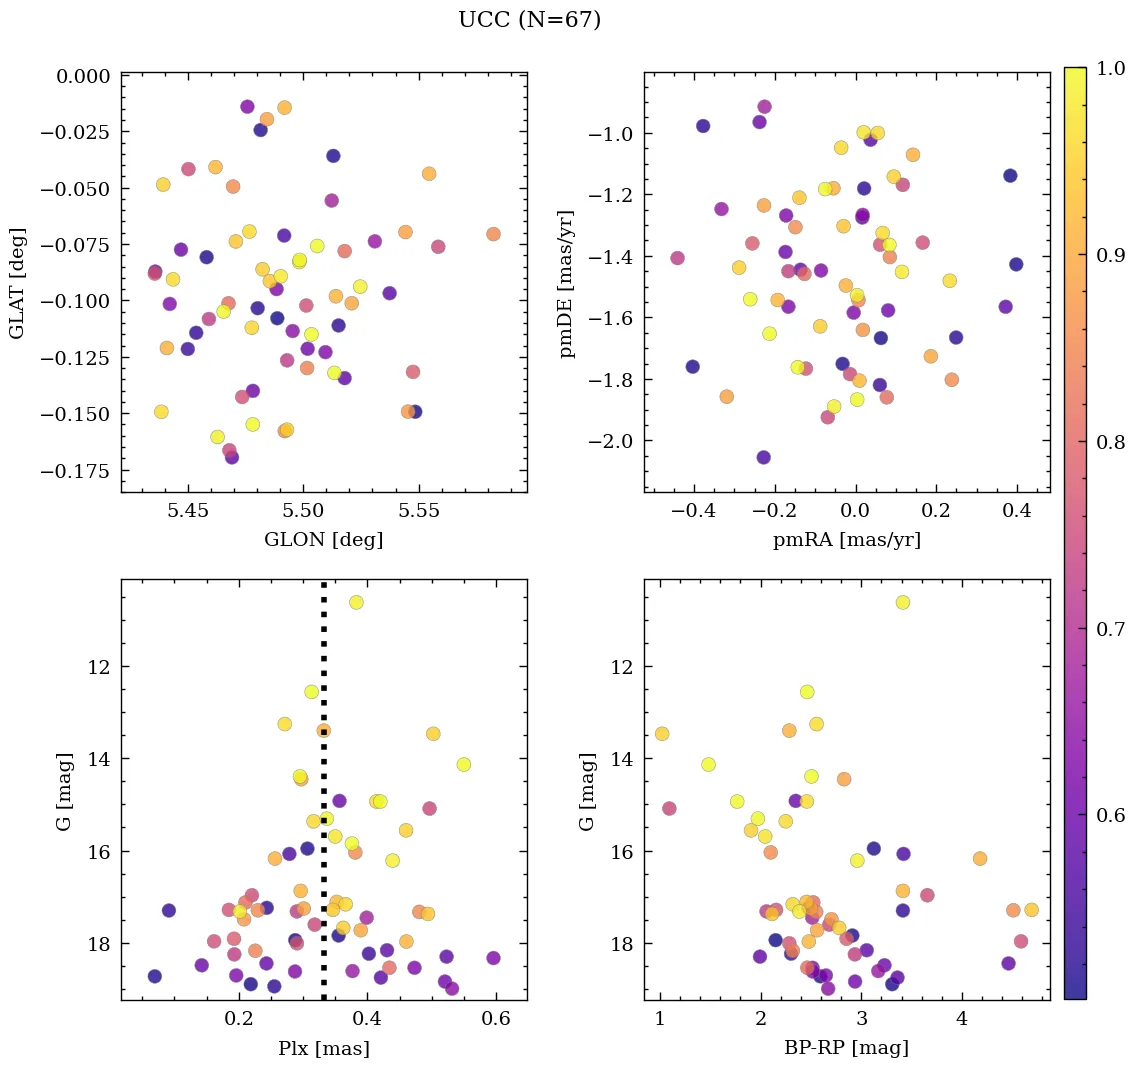 UCC (N=67)
0.000
−0.025
−0.050
−0.075
−0.100
−0.125
−0.150
−0.175
GLAT [deg]
5.45 5.50 5.55
GLON [deg]
−1.0
−1.2
−1.4
−1.6
−1.8
−2.0
pmDE [mas/yr]
−0.4 −0.2 0.0 0.2 0.4
pmRA [mas/yr]
12
14
16
18
G [mag]
0.2 0.4 0.6
Plx [mas]
12
14
16
18
G [mag]
1 2 3 4
BP-RP [mag]
1.0
0.9
0.8
0.7
0.6